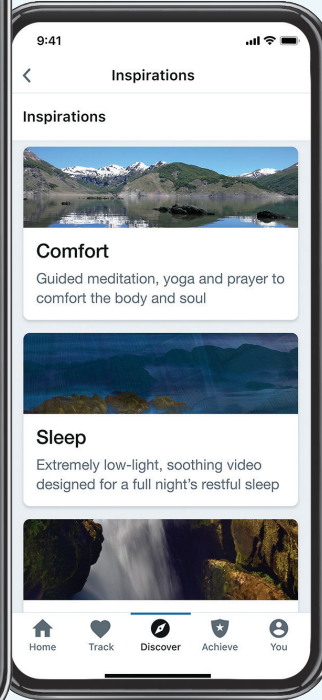 9:41
Inspirations
Inspirations
Comfort
Guided meditation, yoga and prayer to
comfort the body and soul
Sleep
Extremely low-light, soothing video
designed for a full night's restful sleep
Home Track Discover Achieve You